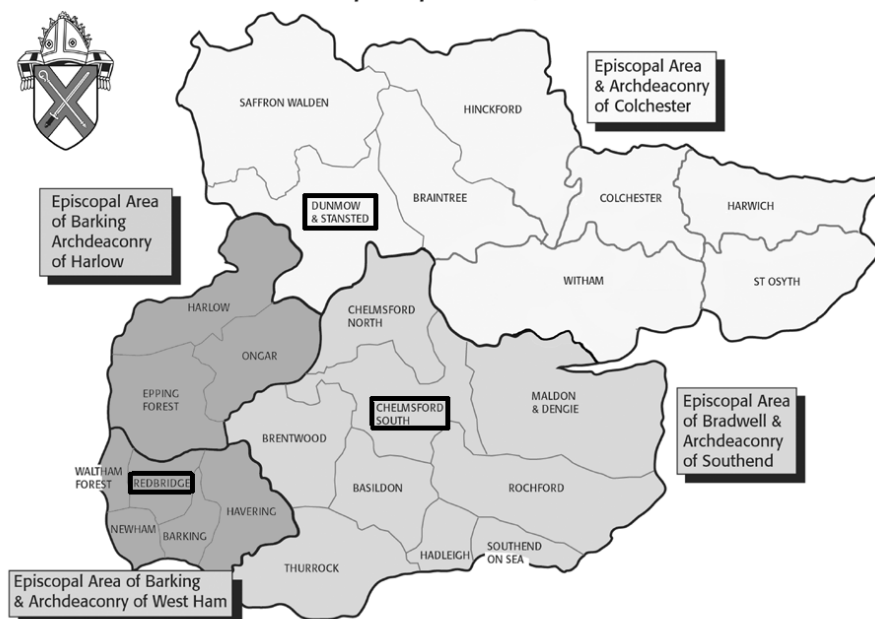 Episcopal Area
& Archdeaconry
of Colchester
SAFFRON WALDEN
HINCKFORD
Episcopal Area
of Barking
Archdeaconry
of Harlow
DUNMOW
& STANSTED
BRAINTREE
COLCHESTER
HARWICH
WITHAM
ST OSYTH
HARLOW
CHELMSFORD
NORTH
ONGAR
EPPING
FOREST
CHELMSFORD
SOUTH
MALDON
& DENGIE
Episcopal Area
of Bradwell &
Archdeaconry
of Southend
BRENTWOOD
WALTHAM
FOREST
REDBRIDGE
BASILDON
ROCHFORD
HAVERING
NEWHAM
BARKING
THURROCK
HADLEIGH
SOUTHEND
ON SEA
Episcopal Area of Barking
& Archdeaconry of West Ham